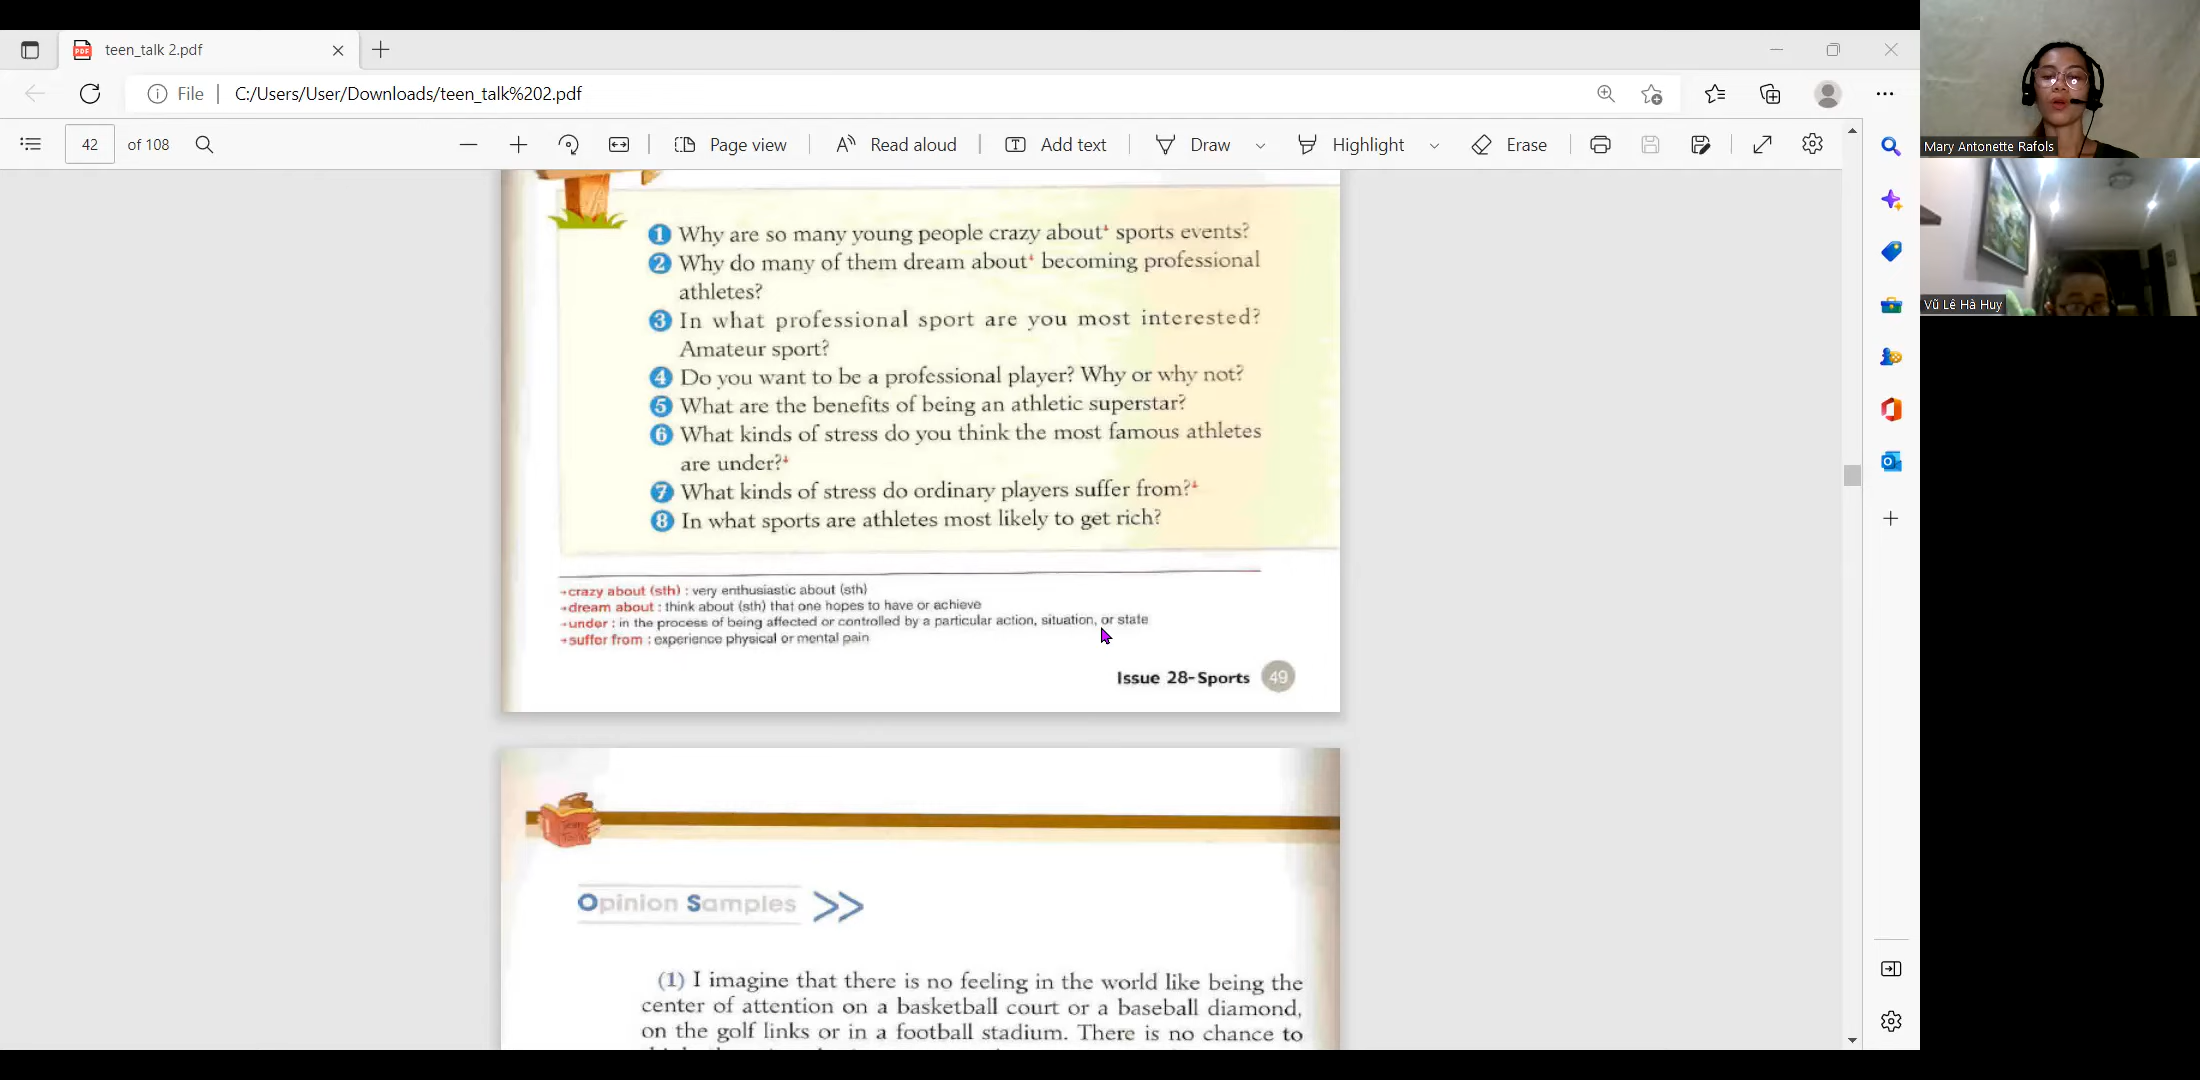 teen_talk 2.pdf
File
C:/Users/User/Downloads/teen_talk%202.pdf
42 of 108
Page view
Read aloud
Add text
Draw
Highlight
Erase
Mary Antonette Rafols
Vũ Lê Hà Huy
1 Why are so many young people crazy about sports events?
2 Why do many of them dream about becoming professional
athletes?
3 In what professional sport are you most interested?
Amateur sport?
4 Do you want to be a professional player? Why or why not?
5 What are the benefits of being an athletic superstar?
6 What kinds of stress do you think the most famous athletes
are under?
7 What kinds of stress do ordinary players suffer from?
8 In what sports are athletes most likely to get rich?
crazy about (sth) : very enthusiastic about (sth)
dream about : think about (sth) that one hopes to have or achieve
under : in the process of being affected or controlled by a particular action, situation, or state
suffer from : experience physical or mental pain
Issue 28-Sports 49
Opinion Samples >>
(1) I imagine that there is no feeling in the world like being the
center of attention on a basketball court or a baseball diamond,
on the golf links or in a football stadium. There is no chance to